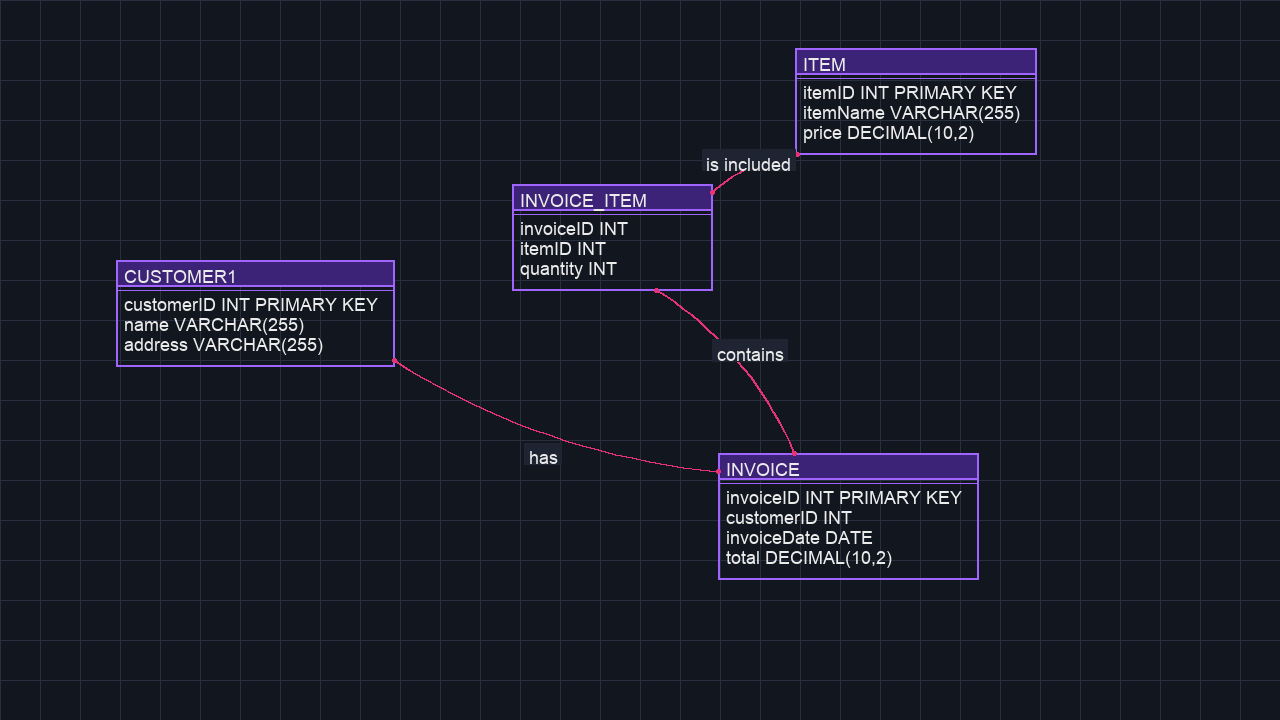 ITEM
itemID INT PRIMARY KEY
itemName VARCHAR(255)
price DECIMAL(10,2)
is included
INVOICE_ITEM
invoiceID INT
itemID INT
quantity INT
CUSTOMER1
customerID INT PRIMARY KEY
name VARCHAR(255)
address VARCHAR(255)
contains
has
INVOICE
invoiceID INT PRIMARY KEY
customerID INT
invoiceDate DATE
total DECIMAL(10,2)